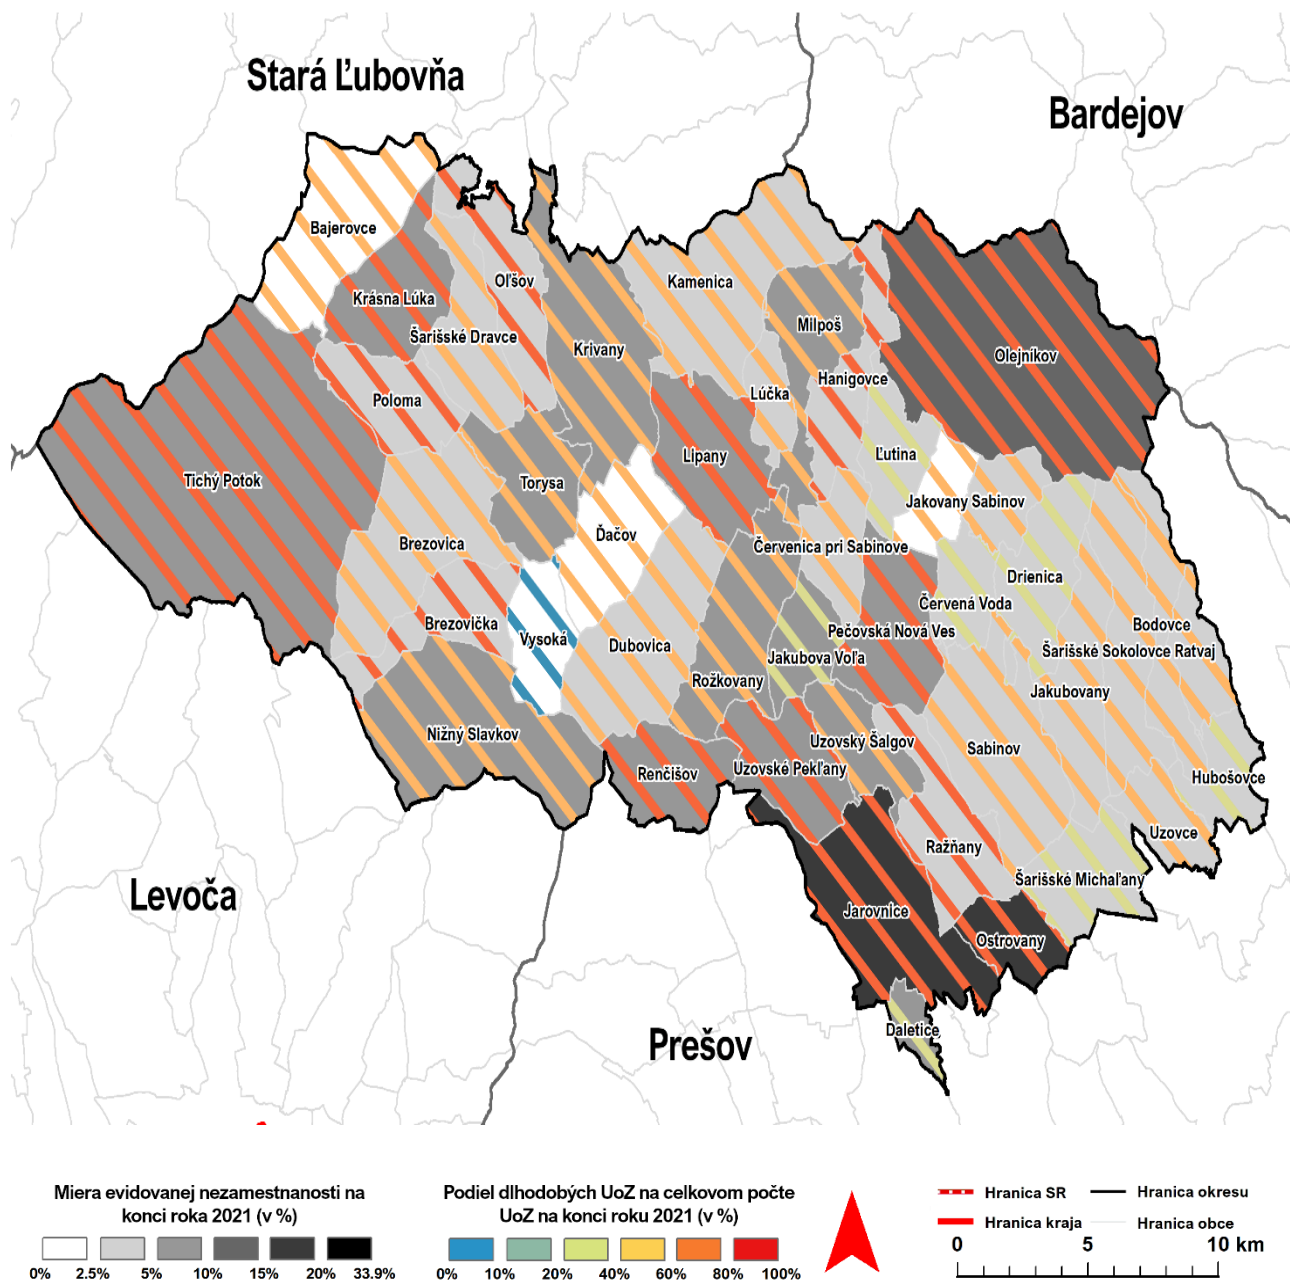 Stará Ľubovňa
Bardejov
Bajerovce
Oľšov
Kamenica
Krásna Lúka
Milpoš
Šarišské Dravce
Krivany
Olejníkov
Hanigovce
Poloma
Lúčka
Lipany
Ľutina
Tichý Potok
Torysa
Jakovany Sabinov
Ďačov
Brezovica
Červenica pri Sabinove
Drienica
Červená Voda
Brezovička
Bodovce
Vysoká
Pečovská Nová Ves
Dubovica
Šarišské Sokolovce Ratvaj
Jakubova Voľa
Rožkovany
Jakubovany
Nižný Slavkov
Uzovský Šalgov
Sabinov
Renčišov
Uzovské Pekľany
Hubošovce
Uzovce
Ražňany
Šarišské Michaľany
Levoča
Jarovnice
Ostrovany
Daletice
Prešov
Miera evidovanej nezamestnanosti na
konci roka 2021 (v %)
0% 2.5% 5% 10% 15% 20% 33.9%
Podiel dlhodobých UoZ na celkovom počte
UoZ na konci roku 2021 (v %)
0% 10% 20% 40% 60% 80% 100%
Hranica SR
Hranica okresu
Hranica kraja
Hranica obce
0 5 10 km